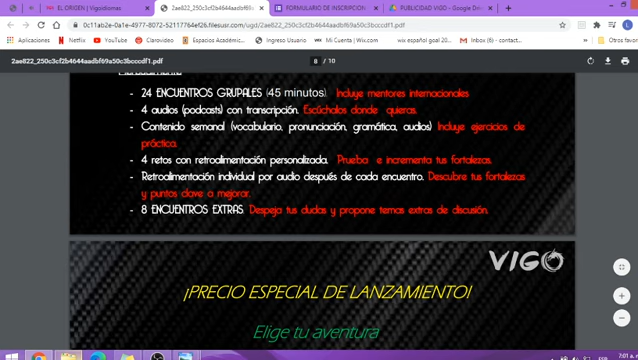 EL ORIGEN | Vigoidiomas
2ae822_250c3cf2b4644aadbf69a50c
FORMULARIO DE INSCRIPCION
PUBLICIDAD VIGO - Google Dri
0c11ab2e-0a1e-4977-8072-52117764ef26.filesusr.com/ugd/2ae822_250c3cf2b4644aadbf69a50c3bcccdf1.pdf
Aplicaciones
Netflix
YouTube
Clarovideo
Espacios Académic...
Ingreso Usuario
Mi Cuenta | Wix.com
wix español goal 20...
Inbox (6) - contact...
Otros favor
2ae822_250c3cf2b4644aadbf69a50c3bcccdf1.pdf
8 / 10
- 24 ENCUENTROS GRUPALES (45 minutos). Incluye mentores internacionales
- 4 audios (podcasts) con transcripción. Escúchalos donde quieras.
- Contenido semanal (vocabulario, pronunciación, gramática, audios) Incluye ejercicios de
práctica.
- 4 retos con retroalimentación personalizada. Prueba e incrementa tus fortalezas.
- Retroalimentación individual por audio después de cada encuentro. Descubre tus fortalezas
y puntos clave a mejorar.
- 8 ENCUENTROS EXTRAS. Despeja tus dudas y propone temas extras de discusión.
VIGO
¡PRECIO ESPECIAL DE LANZAMIENTO!
Elige tu aventura
ESP
7:01 a.